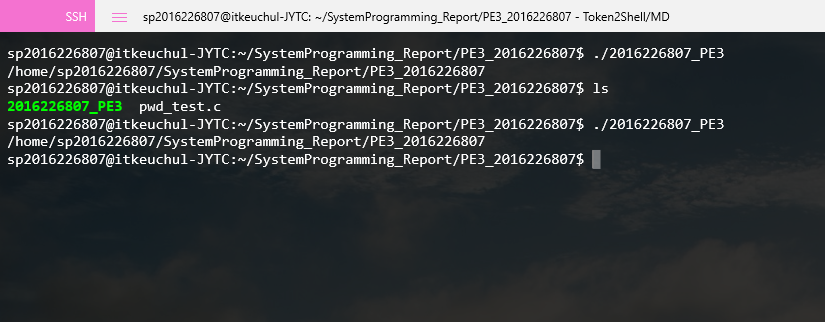 SSH
sp2016226807@itkeuchul-JYTC: ~/SystemProgramming_Report/PE3_2016226807 - Token2Shell/MD
sp2016226807@itkeuchul-JYTC:~/SystemProgramming_Report/PE3_2016226807$ ./2016226807_PE3
/home/sp2016226807/SystemProgramming_Report/PE3_2016226807
sp2016226807@itkeuchul-JYTC:~/SystemProgramming_Report/PE3_2016226807$ ls
2016226807_PE3  pwd_test.c
sp2016226807@itkeuchul-JYTC:~/SystemProgramming_Report/PE3_2016226807$ ./2016226807_PE3
/home/sp2016226807/SystemProgramming_Report/PE3_2016226807
sp2016226807@itkeuchul-JYTC:~/SystemProgramming_Report/PE3_2016226807$